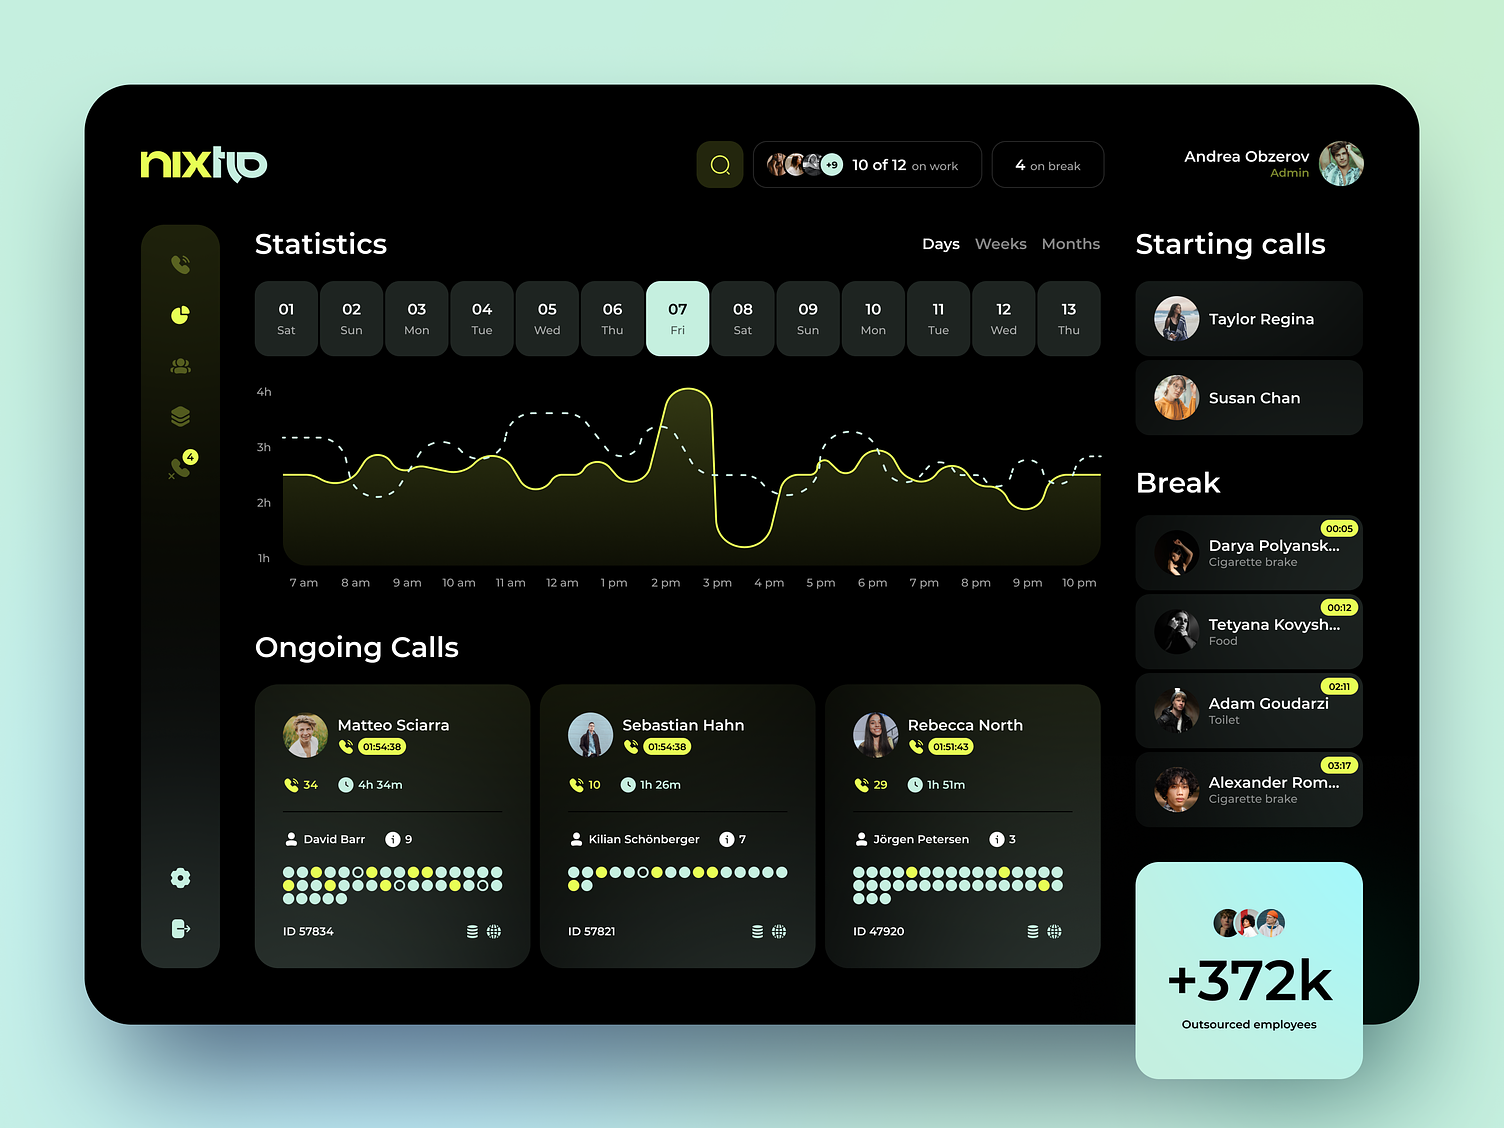 nixtio
+9 10 of 12 on work
4 on break
Andrea Obzerov
Admin
Statistics
Days Weeks Months
01 02 03 04 05 06 07 08 09 10 11 12 13
Sat Sun Mon Tue Wed Thu Fri Sat Sun Mon Tue Wed Thu
4
4h
3h
2h
1h
7 am 8 am 9 am 10 am 11 am 12 am 1 pm 2 pm 3 pm 4 pm 5 pm 6 pm 7 pm 8 pm 9 pm 10 pm
Ongoing Calls
Matteo Sciarra
01:54:38
34 4h 34m
David Barr 9
ID 57834
Sebastian Hahn
01:54:38
10 1h 26m
Kilian Schönberger 7
ID 57821
Rebecca North
01:51:43
29 1h 51m
Jörgen Petersen 3
ID 47920
Starting calls
Taylor Regina
Susan Chan
Break
00:05
Darya Polyansk...
Cigarette brake
00:12
Tetyana Kovysh...
Food
02:11
Adam Goudarzi
Toilet
03:17
Alexander Rom...
Cigarette brake
+372k
Outsourced employees